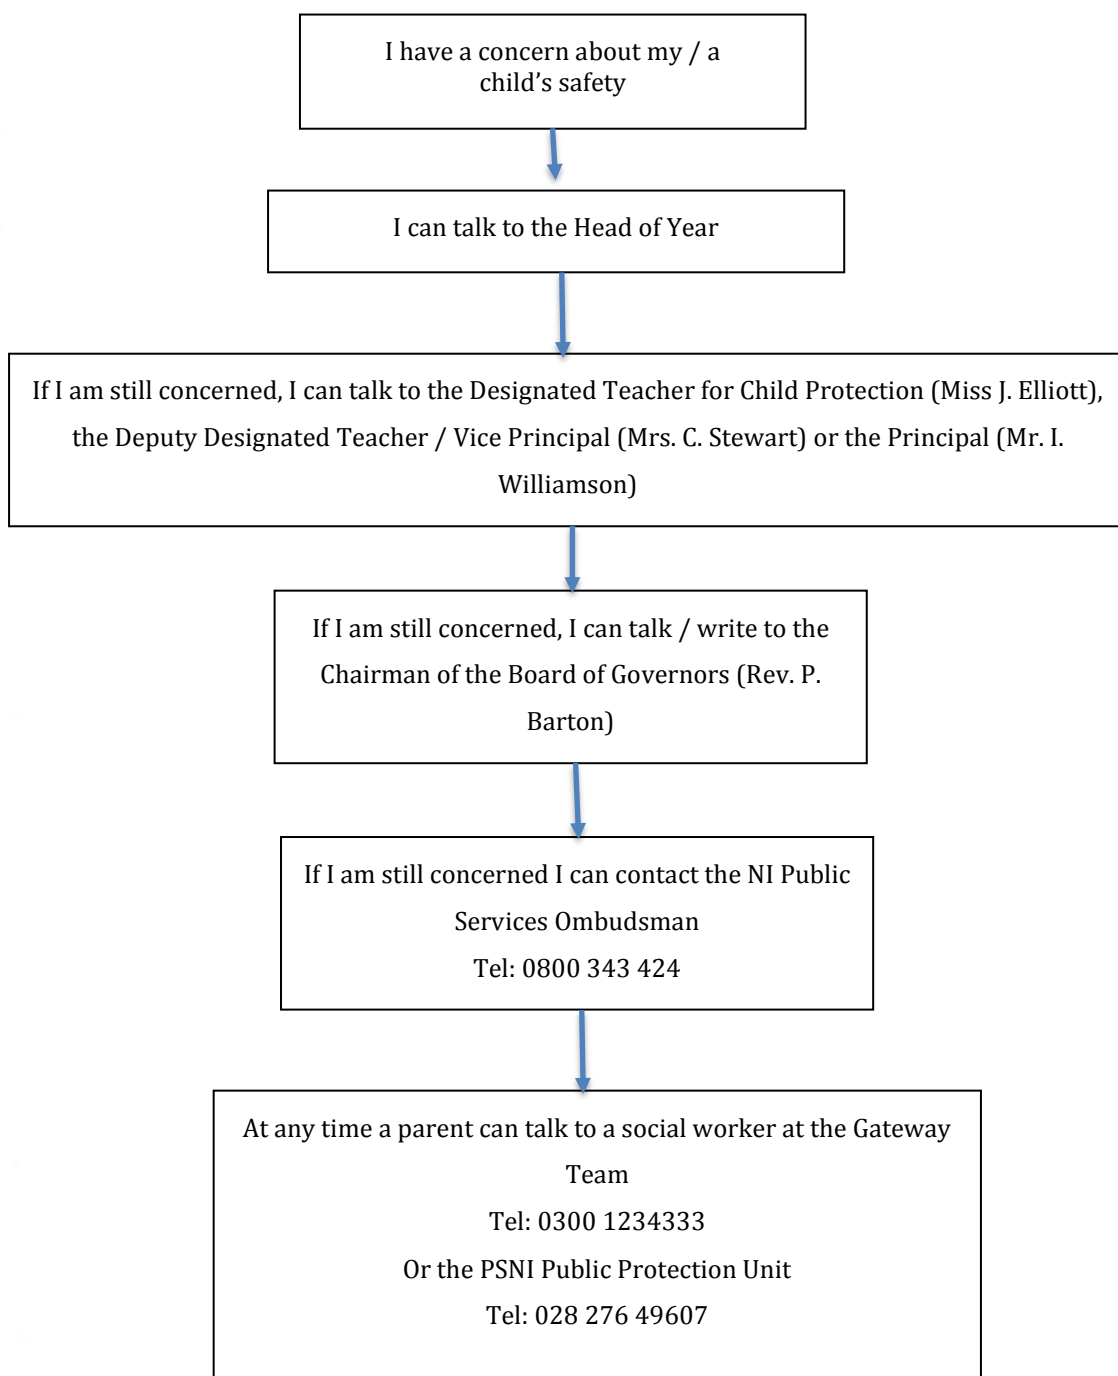 I have a concern about my / a
child’s safety
I can talk to the Head of Year
If I am still concerned, I can talk to the Designated Teacher for Child Protection (Miss J. Elliott),
the Deputy Designated Teacher / Vice Principal (Mrs. C. Stewart) or the Principal (Mr. I.
Williamson)
If I am still concerned, I can talk / write to the
Chairman of the Board of Governors (Rev. P.
Barton)
If I am still concerned I can contact the NI Public
Services Ombudsman
Tel: 0800 343 424
At any time a parent can talk to a social worker at the Gateway
Team
Tel: 0300 1234333
Or the PSNI Public Protection Unit
Tel: 028 276 49607